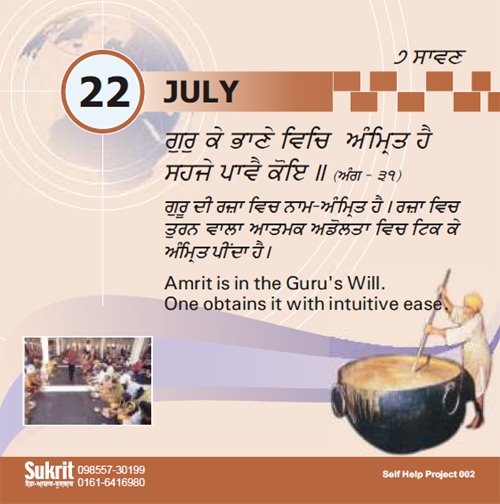 ੭ ਸਾਵਣ
22 JULY
ਗੁਰੁ ਕੇ ਭਾਣੇ ਵਿਚਿ ਅੰਮ੍ਰਿਤ ਹੈ
ਸਹਜੇ ਪਾਵੈ ਕੋਇ ॥ (ਅੰਗ - ੩੧)
ਗੁਰੂ ਦੀ ਰਜ਼ਾ ਵਿਚ ਨਾਮ-ਅੰਮ੍ਰਿਤ ਹੈ। ਰਜ਼ਾ ਵਿਚ
ਤੁਰਨ ਵਾਲਾ ਆਤਮਕ ਅਡੋਲਤਾ ਵਿਚ ਟਿਕ ਕੇ
ਅੰਮ੍ਰਿਤ ਪੀਂਦਾ ਹੈ।
Amrit is in the Guru's Will.
One obtains it with intuitive ease.
Sukrit 098557-30199
0161-6416980
Self Help Project 002